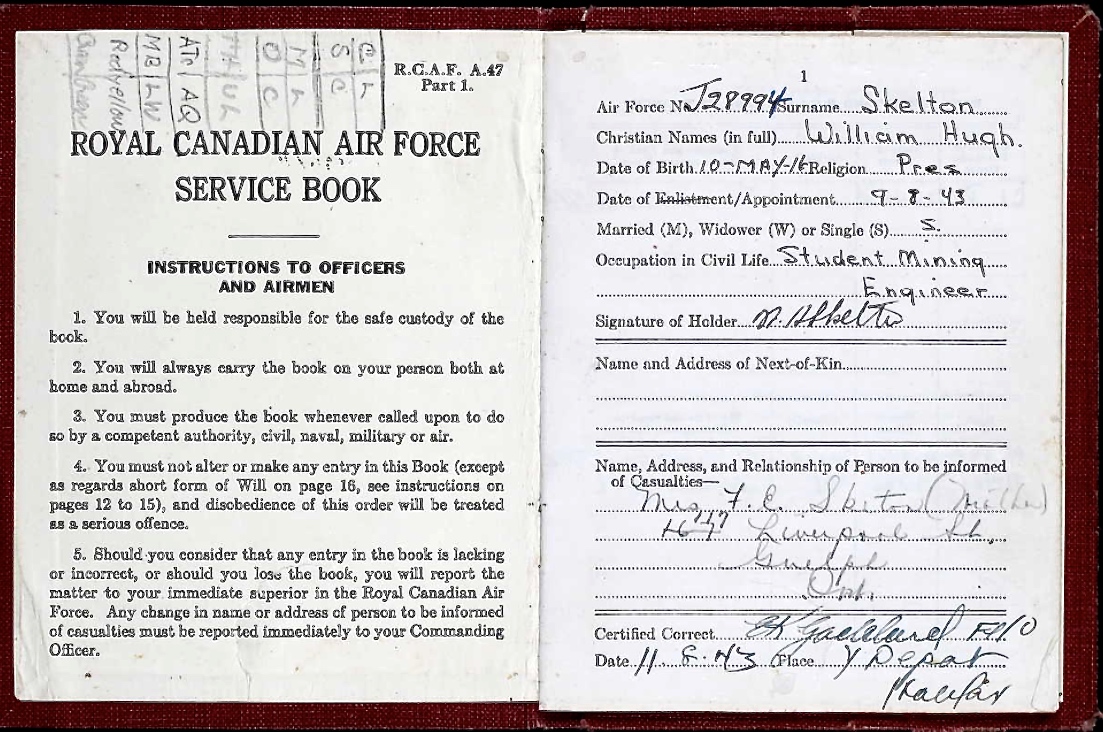 C L
S C
M L
O C
ATC AQ
MB LW
Red yellow
R.C.A.F. A.47
Part 1.
ROYAL CANADIAN AIR FORCE
SERVICE BOOK
INSTRUCTIONS TO OFFICERS
AND AIRMEN
1. You will be held responsible for the safe custody of the
book.
2. You will always carry the book on your person both at
home and abroad.
3. You must produce the book whenever called upon to do
so by a competent authority, civil, naval, military or air.
4. You must not alter or make any entry in this Book (except
as regards short form of Will on page 16, see instructions on
pages 12 to 15), and disobedience of this order will be treated
as a serious offence.
5. Should you consider that any entry in the book is lacking
or incorrect, or should you lose the book, you will report the
matter to your immediate superior in the Royal Canadian Air
Force. Any change in name or address of person to be informed
of casualties must be reported immediately to your Commanding
Officer.
1
Air Force No. J28994 Surname Skelton
Christian Names (in full) William Hugh.
Date of Birth 10-MAY-16 Religion Pres
Date of Enlistment/Appointment 9-8-43
Married (M), Widower (W) or Single (S) S.
Occupation in Civil Life Student Mining
Engineer
Signature of Holder W. H Skelton
Name and Address of Next-of-Kin
Name, Address, and Relationship of Person to be informed
of Casualties—
Mrs F. C. Skelton (Mother)
117 Liverpool St.
Guelph
Ont.
Certified Correct F/O
Date 11.8.43 Place Y Depot
Halifax